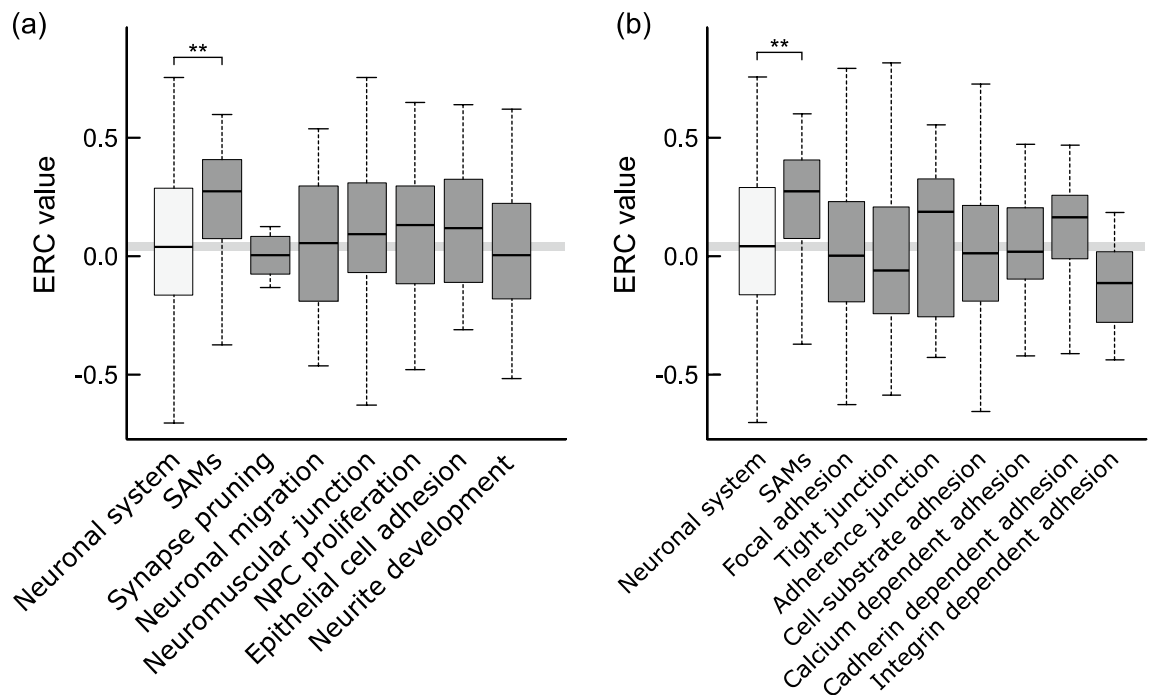 (a)
**
ERC value
0.5
0.0
-0.5
Neuronal system
SAMs
Synapse pruning
Neuronal migration
Neuromuscular junction
NPC proliferation
Epithelial cell adhesion
Neurite development
(b)
**
ERC value
0.5
0.0
-0.5
Neuronal system
SAMs
Focal adhesion
Tight junction
Adherence junction
Cell-substrate adhesion
Calcium dependent adhesion
Cadherin dependent adhesion
Integrin dependent adhesion